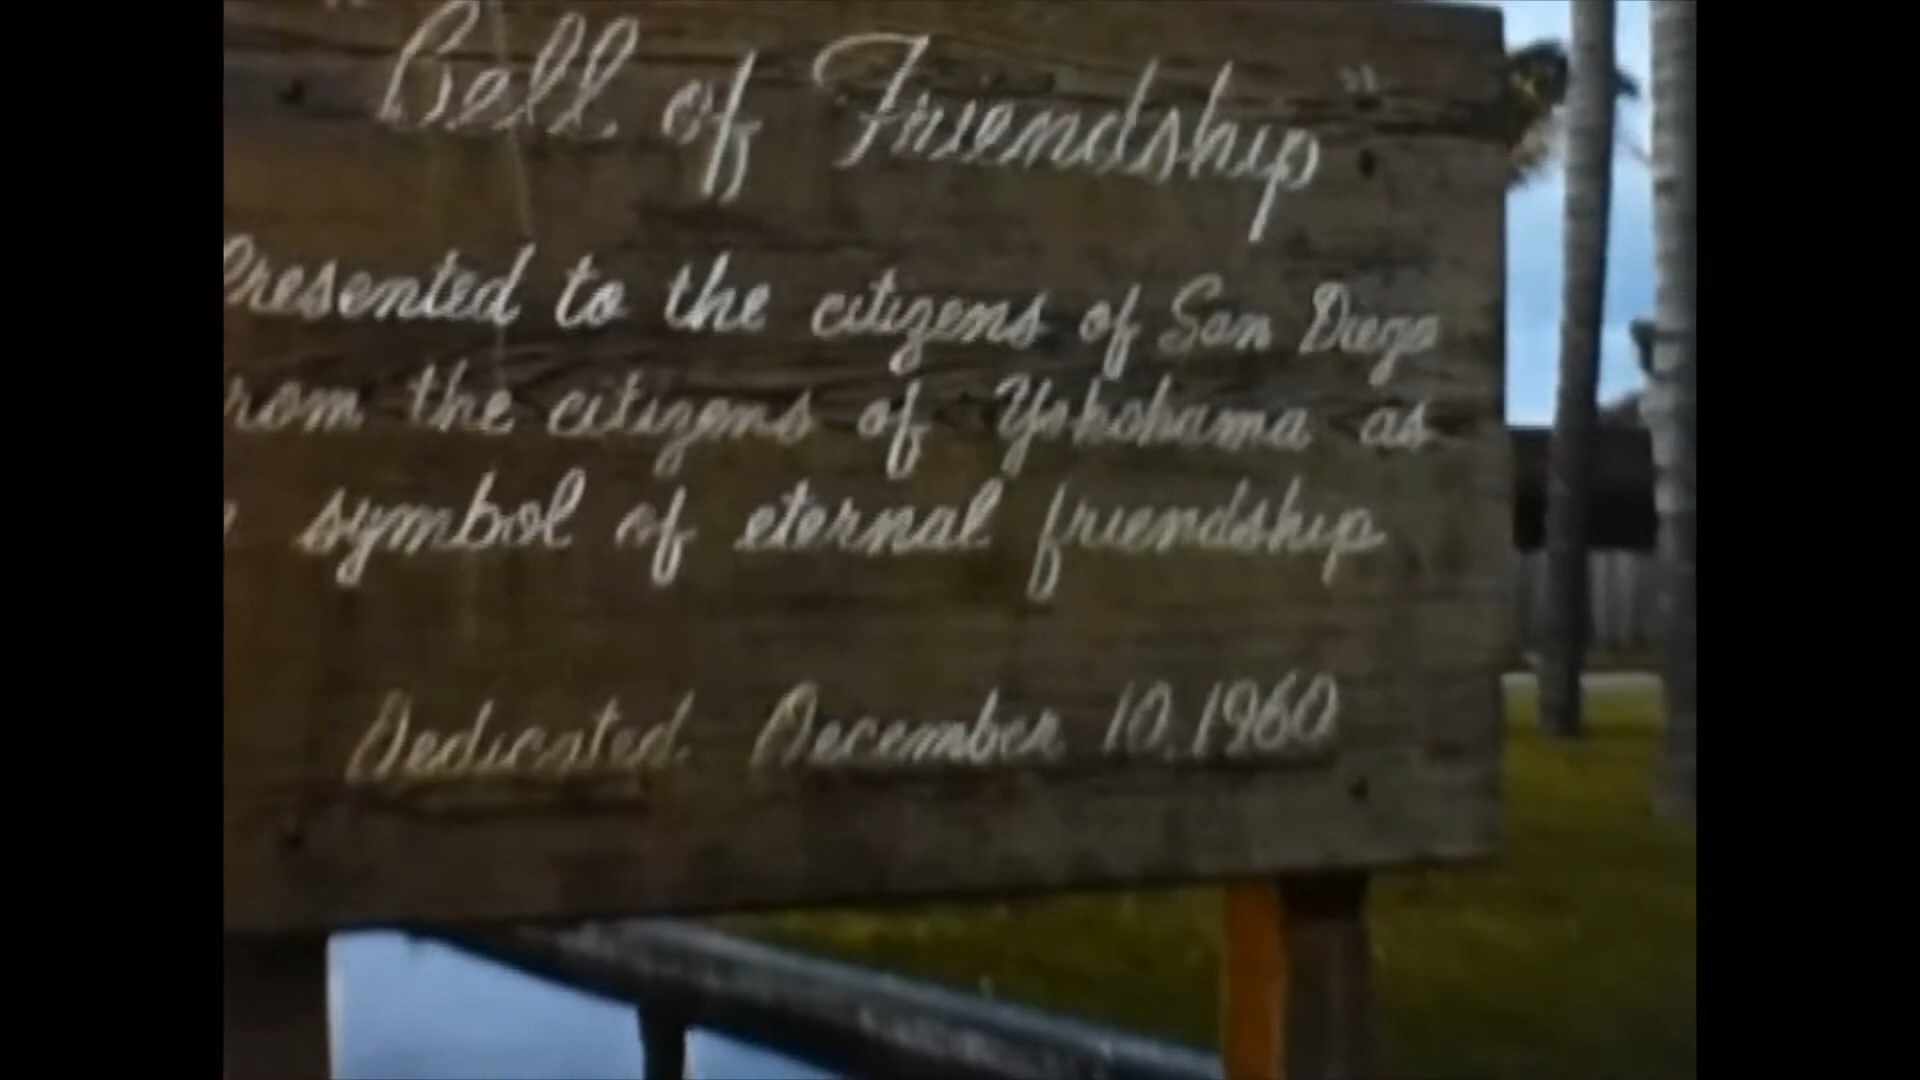 "Bell of Friendship"
Presented to the citizens of San Diego
rom the citizens of Yokohama as
symbol of eternal friendship
Dedicated December 10, 1960